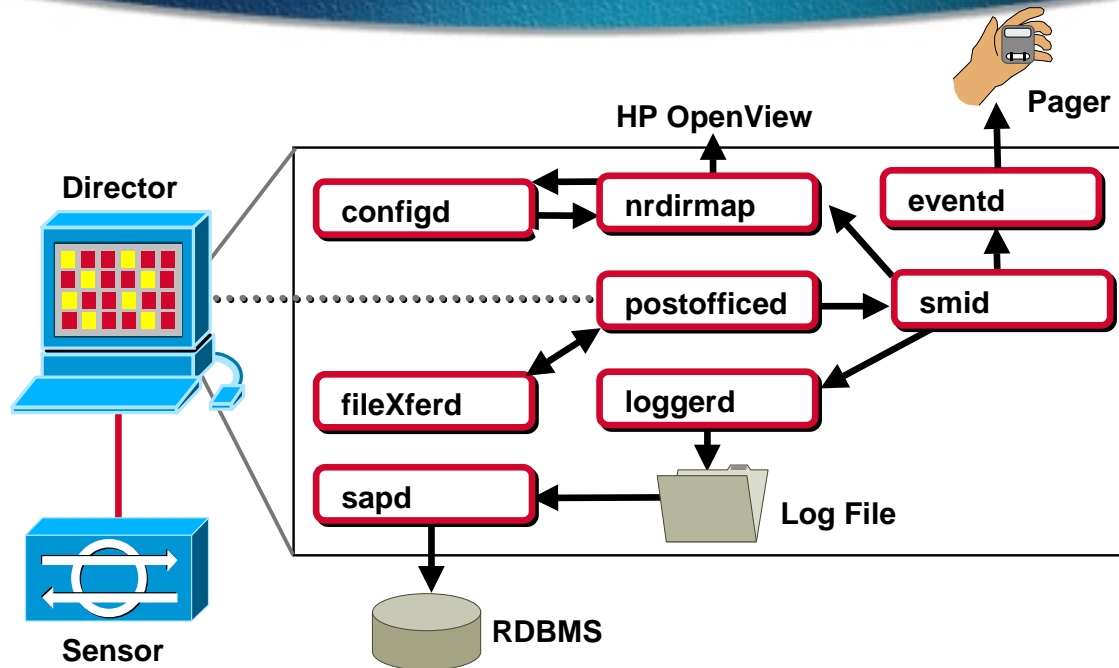 Pager
HP OpenView
Director
configd
nrdirmap
eventd
postofficed
smid
fileXferd
loggerd
sapd
Log File
RDBMS
Sensor